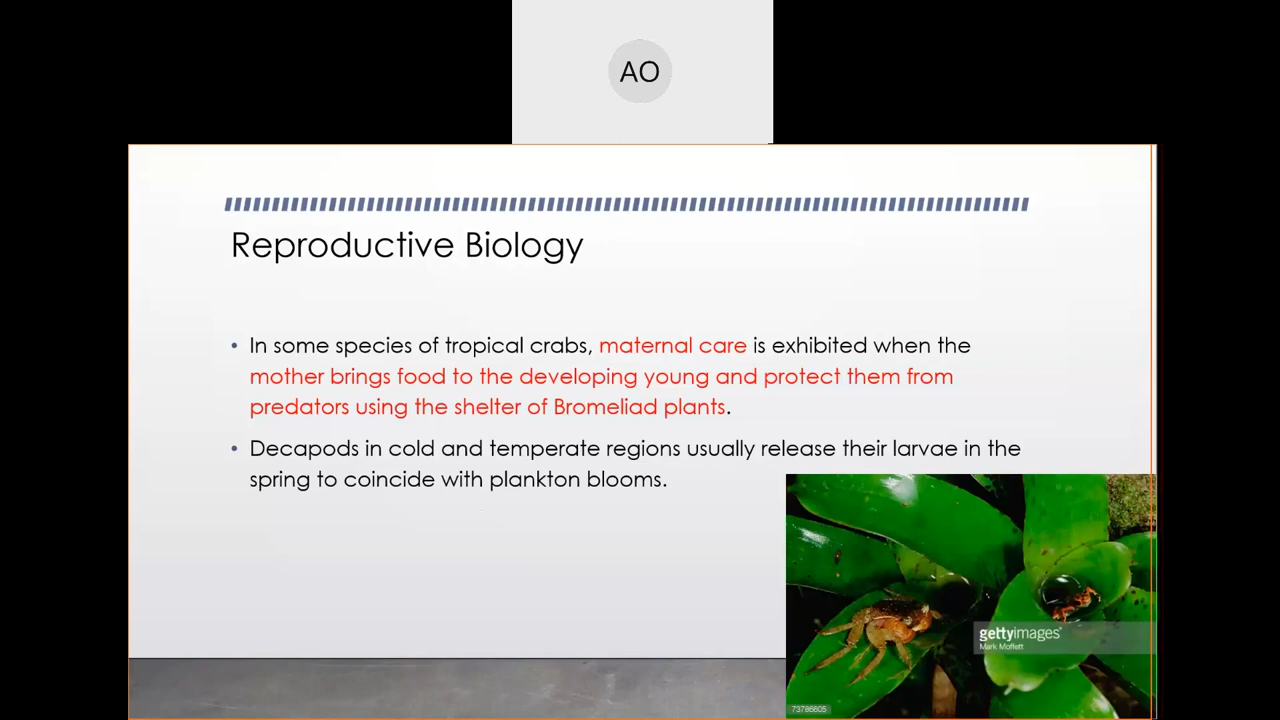 AO
Reproductive Biology
• In some species of tropical crabs, maternal care is exhibited when the
mother brings food to the developing young and protect them from
predators using the shelter of Bromeliad plants.
• Decapods in cold and temperate regions usually release their larvae in the
spring to coincide with plankton blooms.
gettyimages®
Mark Moffett
73786605